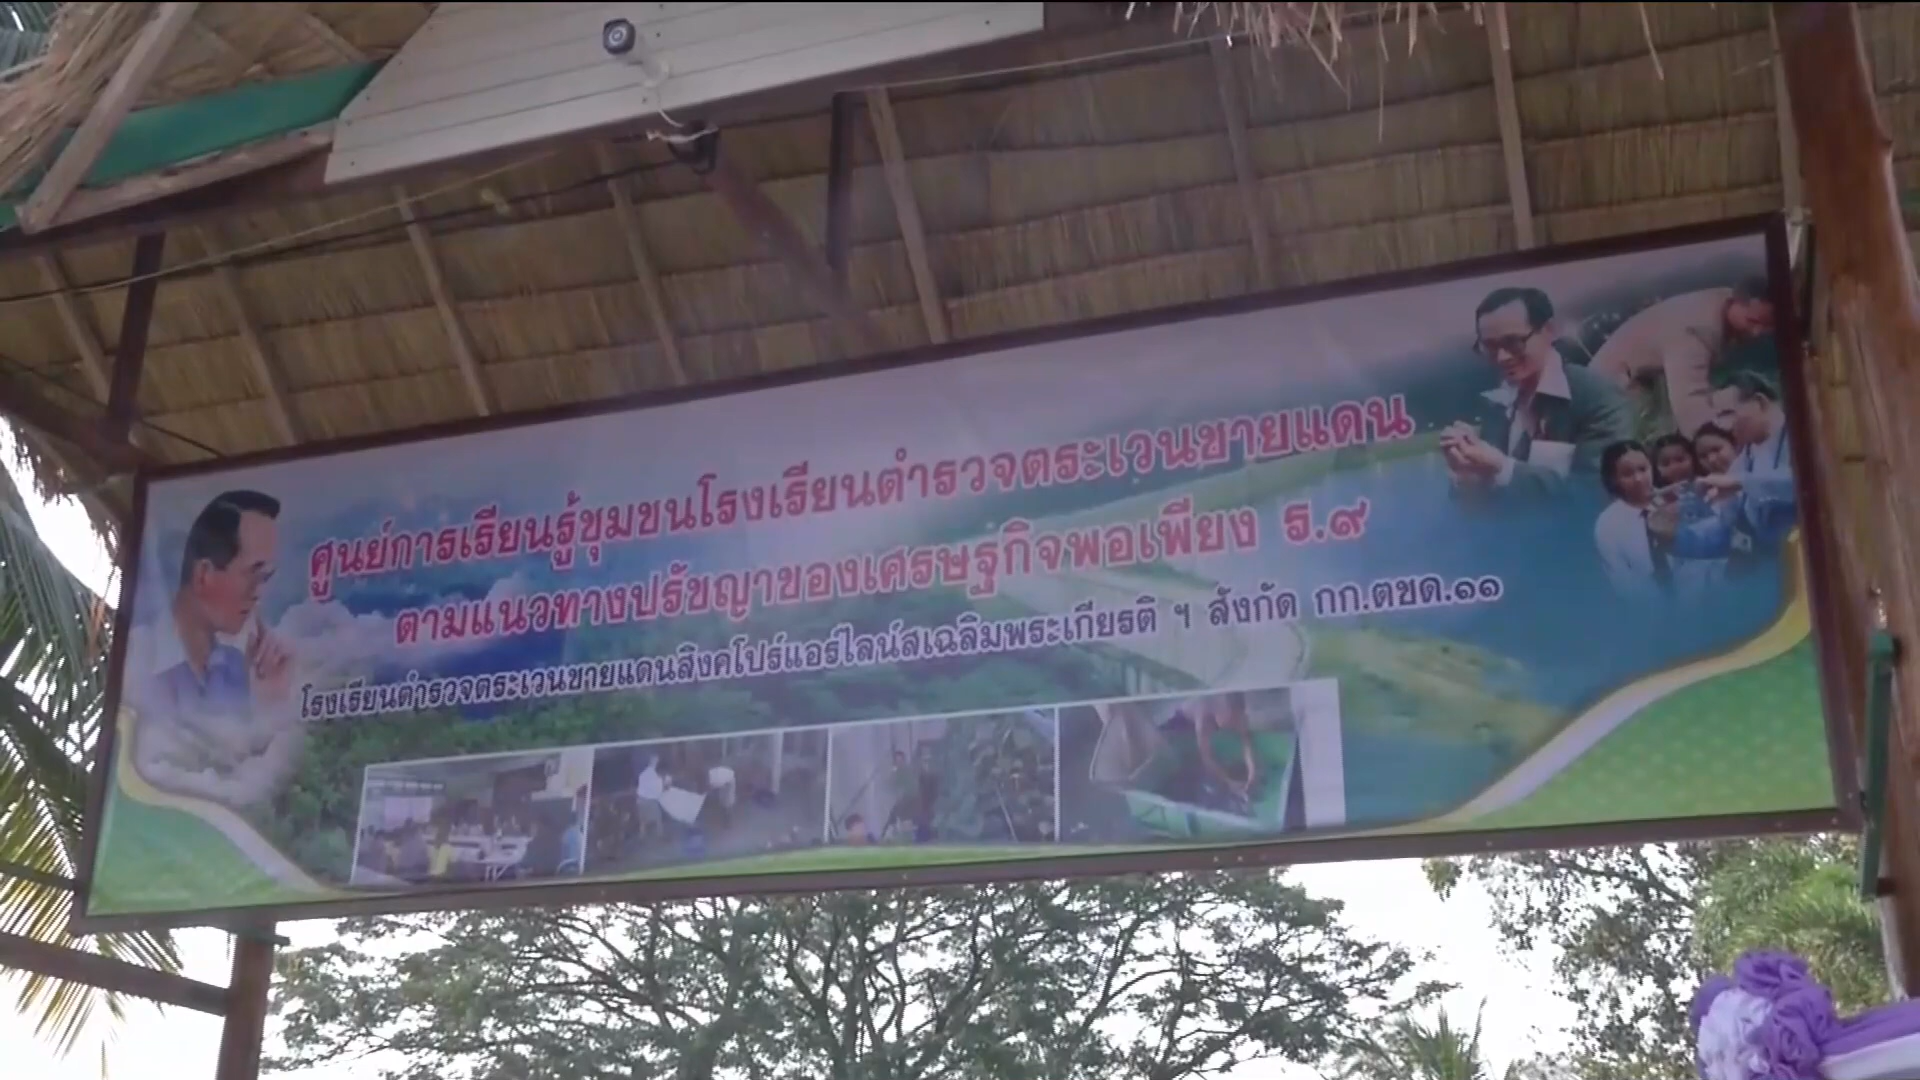 ศูนย์การเรียนรู้ชุมชนโรงเรียนตำรวจตระเวนชายแดน
ตามแนวทางปรัชญาของเศรษฐกิจพอเพียง ร.๙
โรงเรียนตำรวจตระเวนชายแดนสิงคโปร์แอร์ไลน์สเฉลิมพระเกียรติ ฯ สังกัด กก.ตชด.๑๑